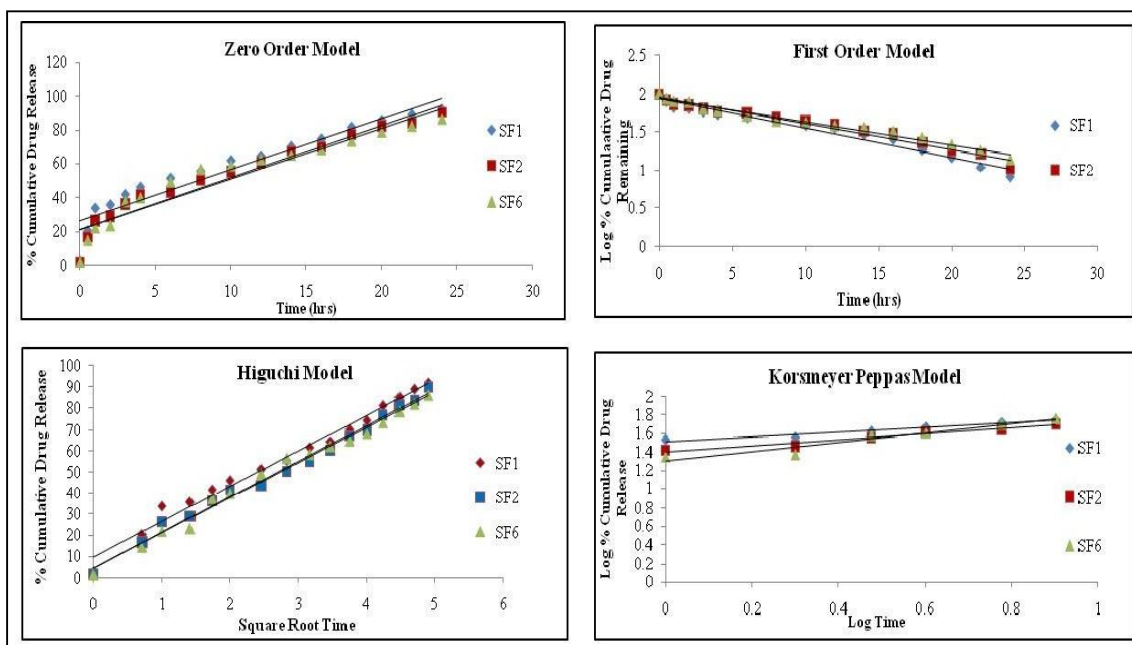 Zero Order Model
% Cumulative Drug Release
120
100
80
60
40
20
0
0 5 10 15 20 25 30
Time (hrs)
SF1
SF2
SF6
First Order Model
Log % Cumulaative Drug
Remaining
2.5
2
1.5
1
0.5
0
0 5 10 15 20 25 30
Time (hrs)
SF1
SF2
Higuchi Model
% Cumulative Drug Release
100
90
80
70
60
50
40
30
20
10
0
0 1 2 3 4 5 6
Square Root Time
SF1
SF2
SF6
Korsmeyer Peppas Model
Log % Cumulative Drug
Release
2
1.8
1.6
1.4
1.2
1
0.8
0.6
0.4
0.2
0
0 0.2 0.4 0.6 0.8 1
Log Time
SF1
SF2
SF6